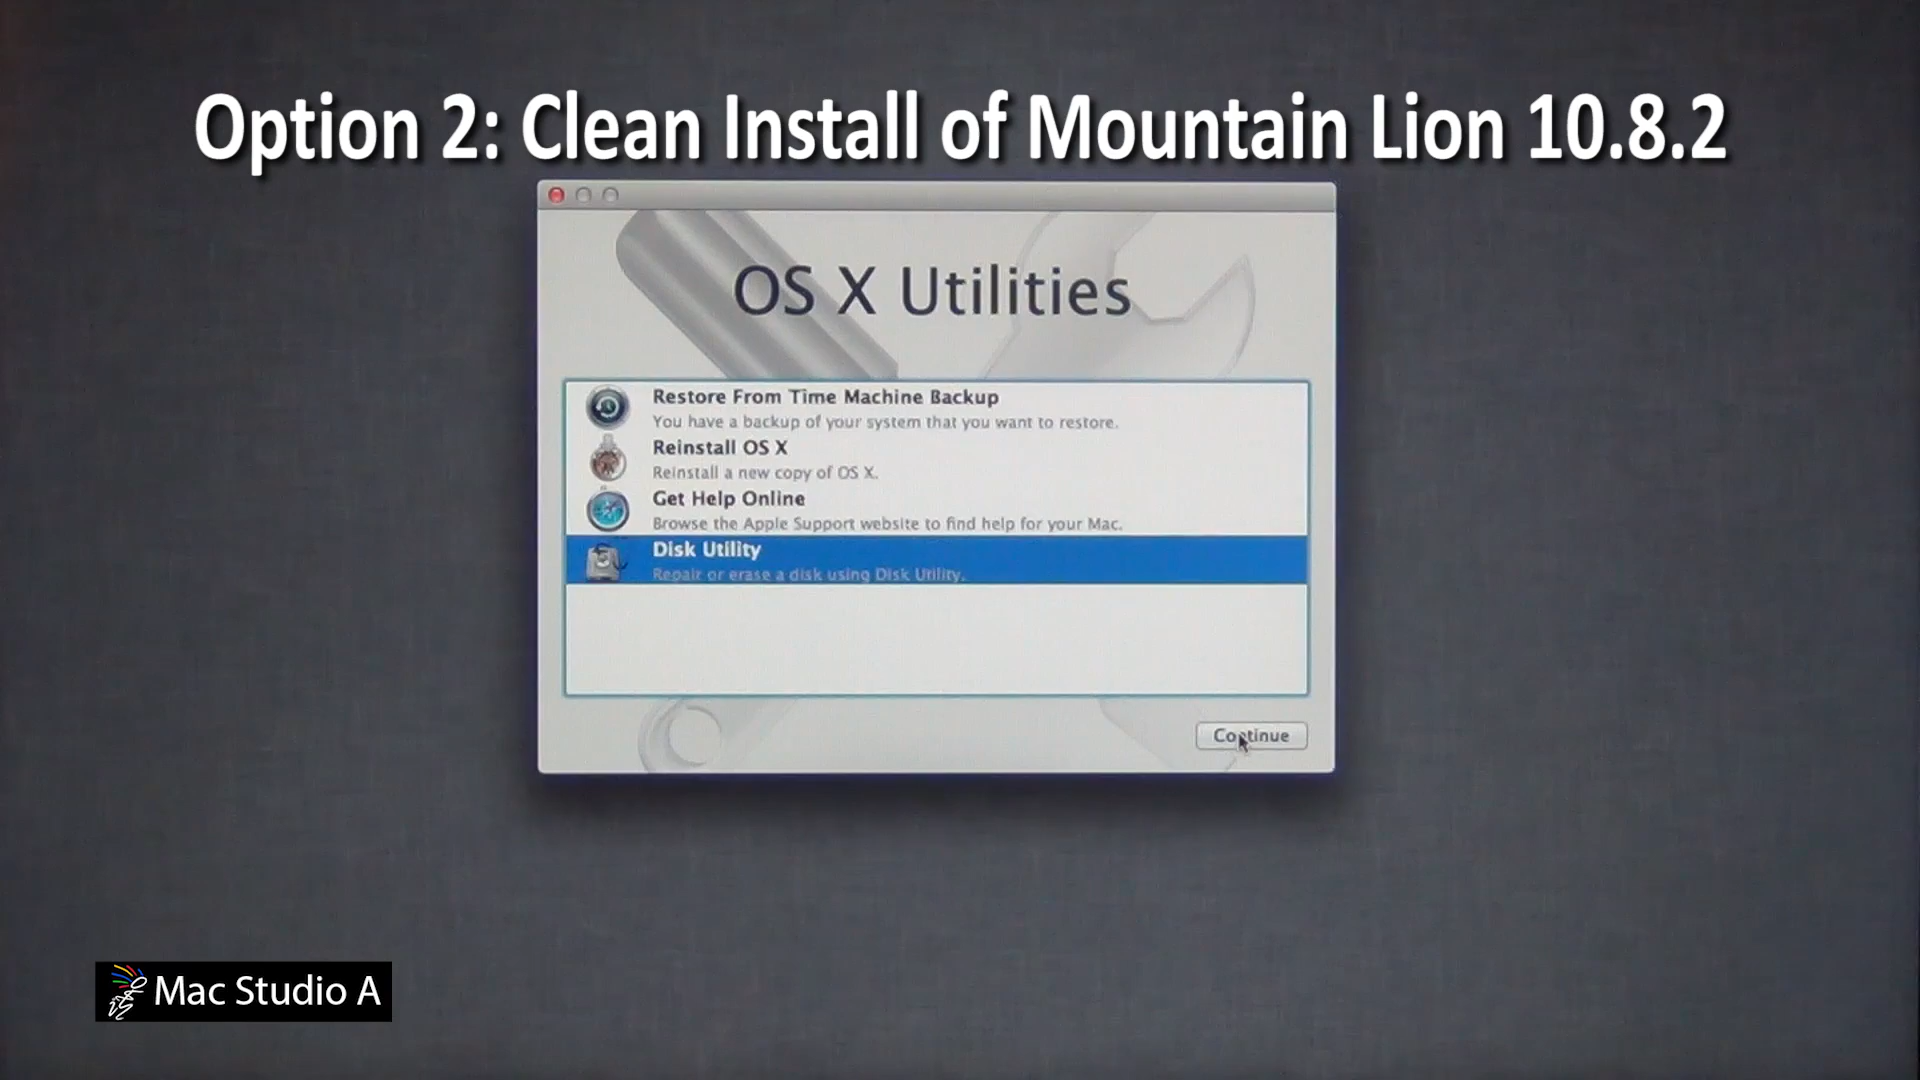 Option 2: Clean Install of Mountain Lion 10.8.2
OS X Utilities
Restore From Time Machine Backup
You have a backup of your system that you want to restore.
Reinstall OS X
Reinstall a new copy of OS X.
Get Help Online
Browse the Apple Support website to find help for your Mac.
Disk Utility
Repair or erase a disk using Disk Utility.
Continue
Mac Studio A